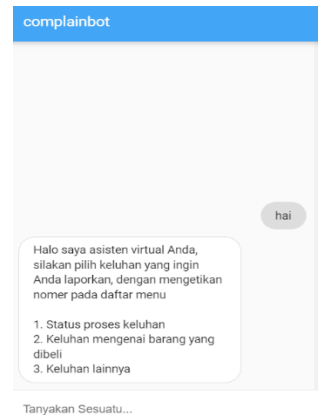 complainbot
hai
Halo saya asisten virtual Anda,
silakan pilih keluhan yang ingin
Anda laporkan, dengan mengetikan
nomer pada daftar menu
1. Status proses keluhan
2. Keluhan mengenai barang yang
dibeli
3. Keluhan lainnya
Tanyakan Sesuatu...